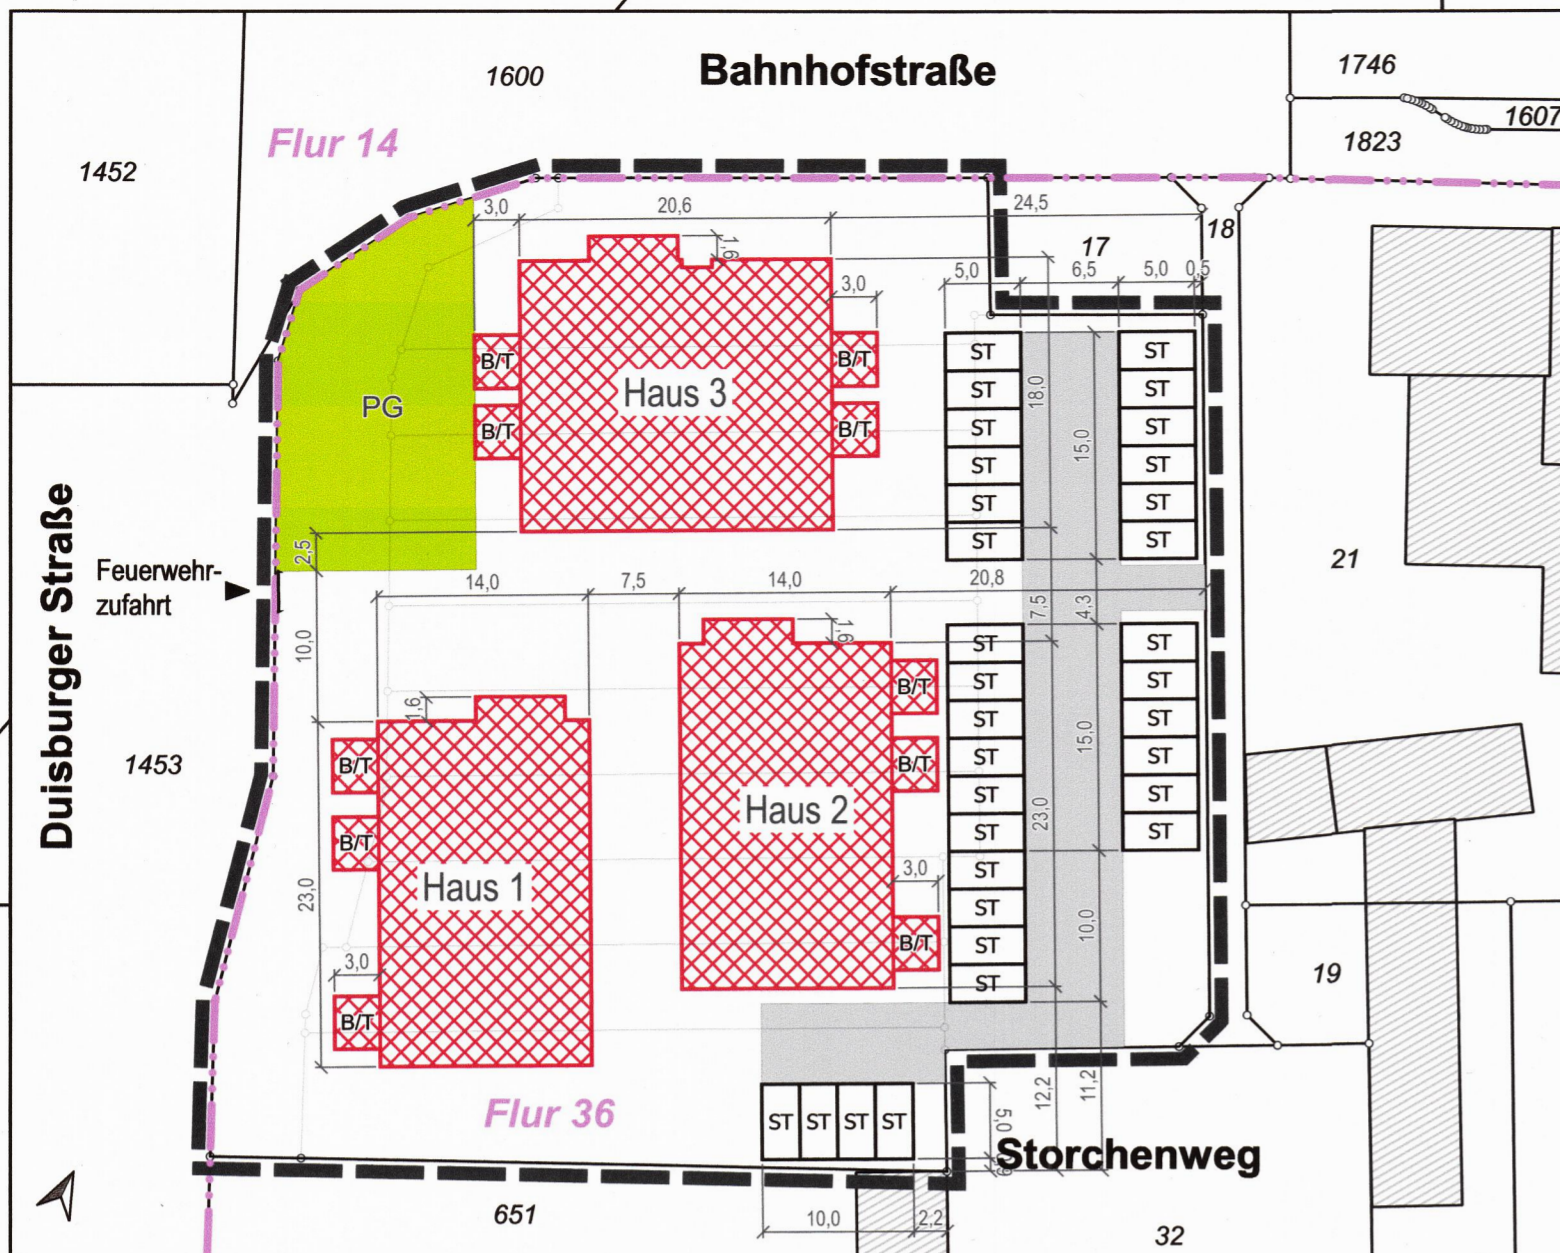 1600
Bahnhofstraße
1746
1607
1823
Flur 14
1452
3,0
20,6
24,5
18
17
1,6
5,0
6,5
5,0
0,5
3,0
B/T
B/T
ST
ST
Haus 3
PG
18,0
ST
ST
B/T
B/T
ST
ST
15,0
ST
ST
ST
ST
ST
ST
2,5
21
Feuerwehr-
zufahrt
Duisburger Straße
14,0
7,5
14,0
20,8
7,5
4,3
10,0
1,6
ST
ST
B/T
ST
ST
1,6
ST
ST
15,0
1453
B/T
B/T
ST
ST
ST
ST
Haus 2
23,0
ST
ST
B/T
3,0
ST
Haus 1
23,0
ST
10,0
B/T
ST
3,0
ST
19
B/T
12,2
11,2
Flur 36
ST
ST
ST
ST
5,0
Storchenweg
651
10,0
2,2
32